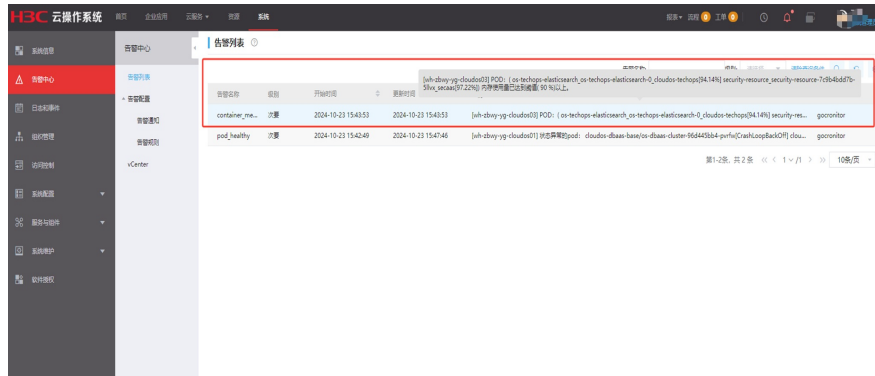 H3C 云操作系统 首页 企业应用 云服务 资源 系统 报表 流程 0 工单 0
系统信息
告警中心
日志和事件
组织管理
访问控制
系统配置
服务与组件
系统维护
软件授权
告警中心
告警列表
告警配置
告警通知
告警规则
vCenter
告警列表
[wh-zbwy-yg-cloudos03] POD: ( os-techops-elasticsearch_os-techops-elasticsearch-0_cloudos-techops[94.14%] security-resource_security-resource-7c9b4bdd7b-
5llvx_secaas[97.22%]) 内存使用量已达到阈值( 90 %)以上。
告警名称 级别 开始时间 更新时间
container_me... 次要 2024-10-23 15:43:53 2024-10-23 15:43:53 [wh-zbwy-yg-cloudos03] POD: ( os-techops-elasticsearch_os-techops-elasticsearch-0_cloudos-techops[94.14%] security-res... gocronitor
pod_healthy 次要 2024-10-23 15:42:49 2024-10-23 15:47:46 [wh-zbwy-yg-cloudos01] 状态异常的pod: cloudos-dbaas-base/os-dbaas-cluster-96d445bb4-pvrfw[CrashLoopBackOff] clou... gocronitor
第1-2条, 共 2 条 1 /1 10条/页